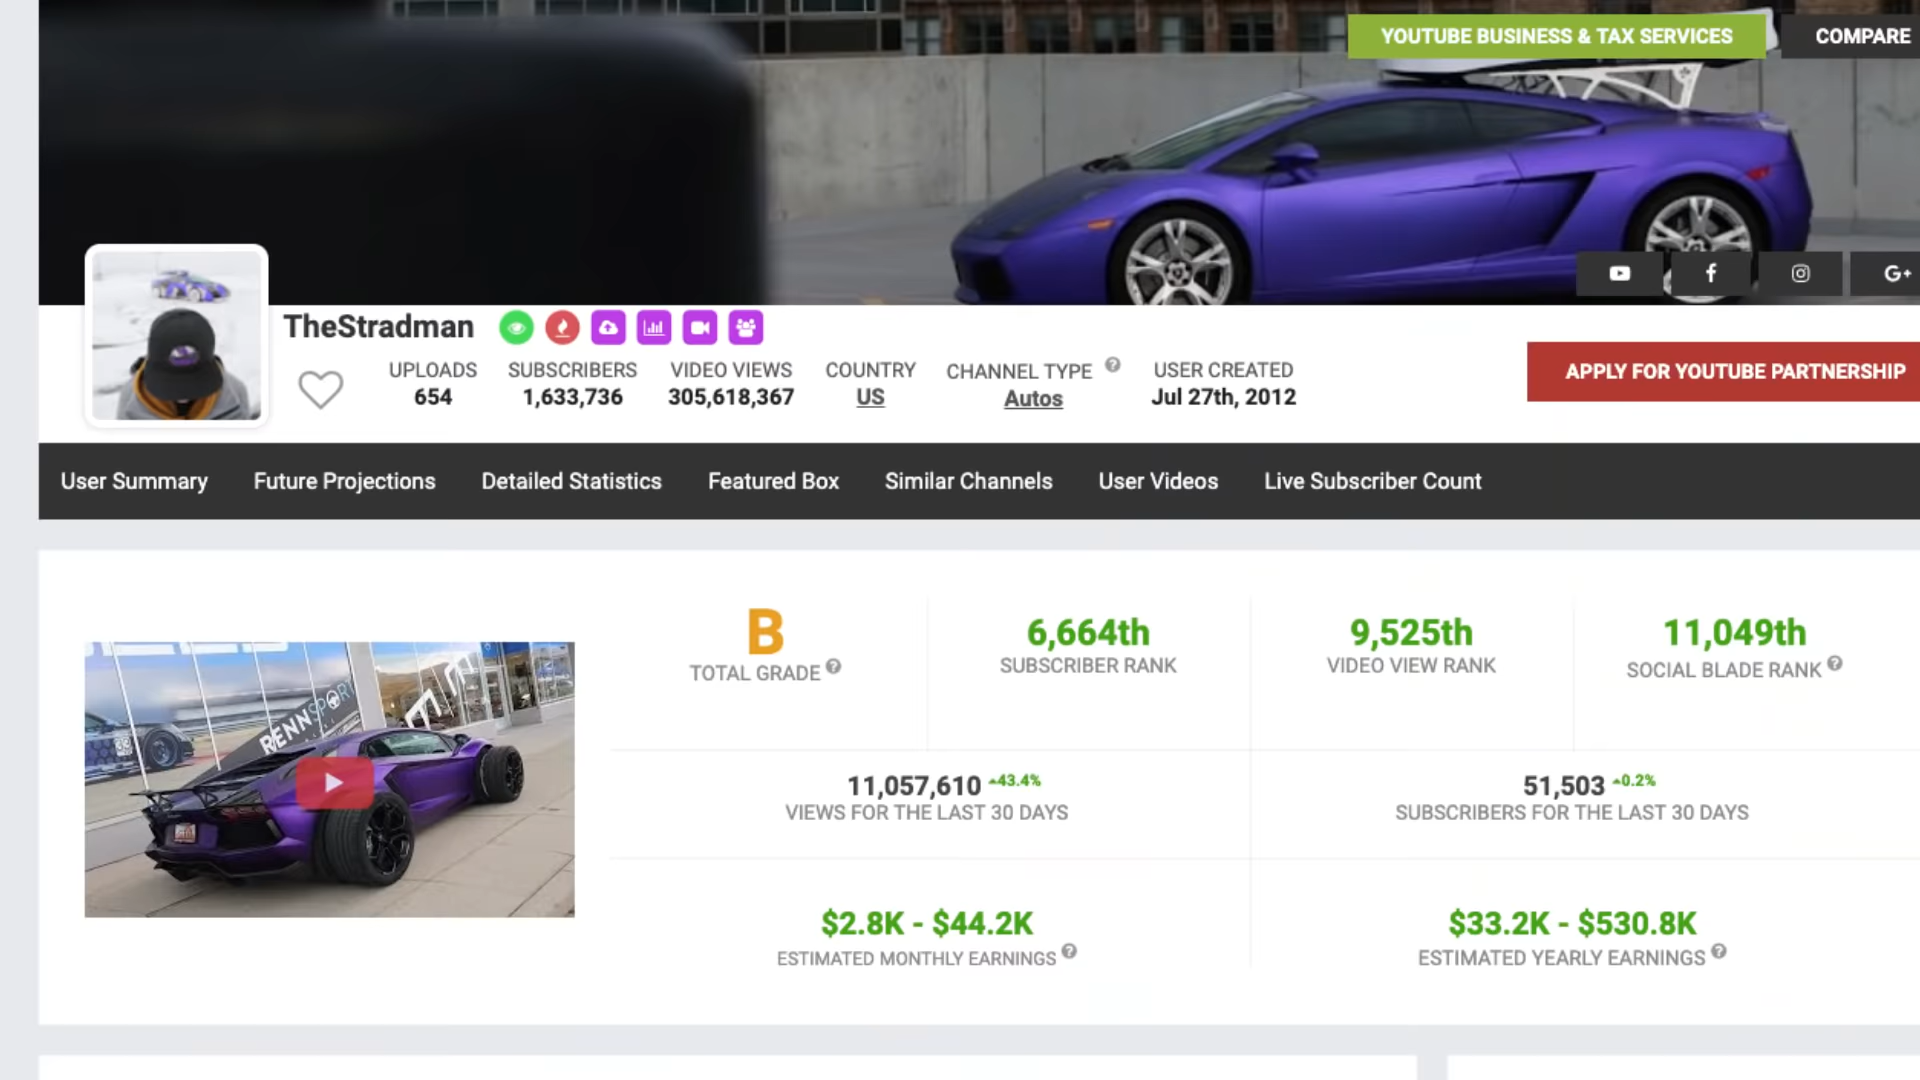 YOUTUBE BUSINESS & TAX SERVICES
COMPARE
G+
TheStradman
UPLOADS
654
SUBSCRIBERS
1,633,736
VIDEO VIEWS
305,618,367
COUNTRY
US
CHANNEL TYPE ?
Autos
USER CREATED
Jul 27th, 2012
APPLY FOR YOUTUBE PARTNERSHIP
User Summary
Future Projections
Detailed Statistics
Featured Box
Similar Channels
User Videos
Live Subscriber Count
RENNSPORT
B
TOTAL GRADE ?
6,664th
SUBSCRIBER RANK
9,525th
VIDEO VIEW RANK
11,049th
SOCIAL BLADE RANK ?
11,057,610 43.4%
VIEWS FOR THE LAST 30 DAYS
51,503 0.2%
SUBSCRIBERS FOR THE LAST 30 DAYS
$2.8K - $44.2K
ESTIMATED MONTHLY EARNINGS ?
$33.2K - $530.8K
ESTIMATED YEARLY EARNINGS ?